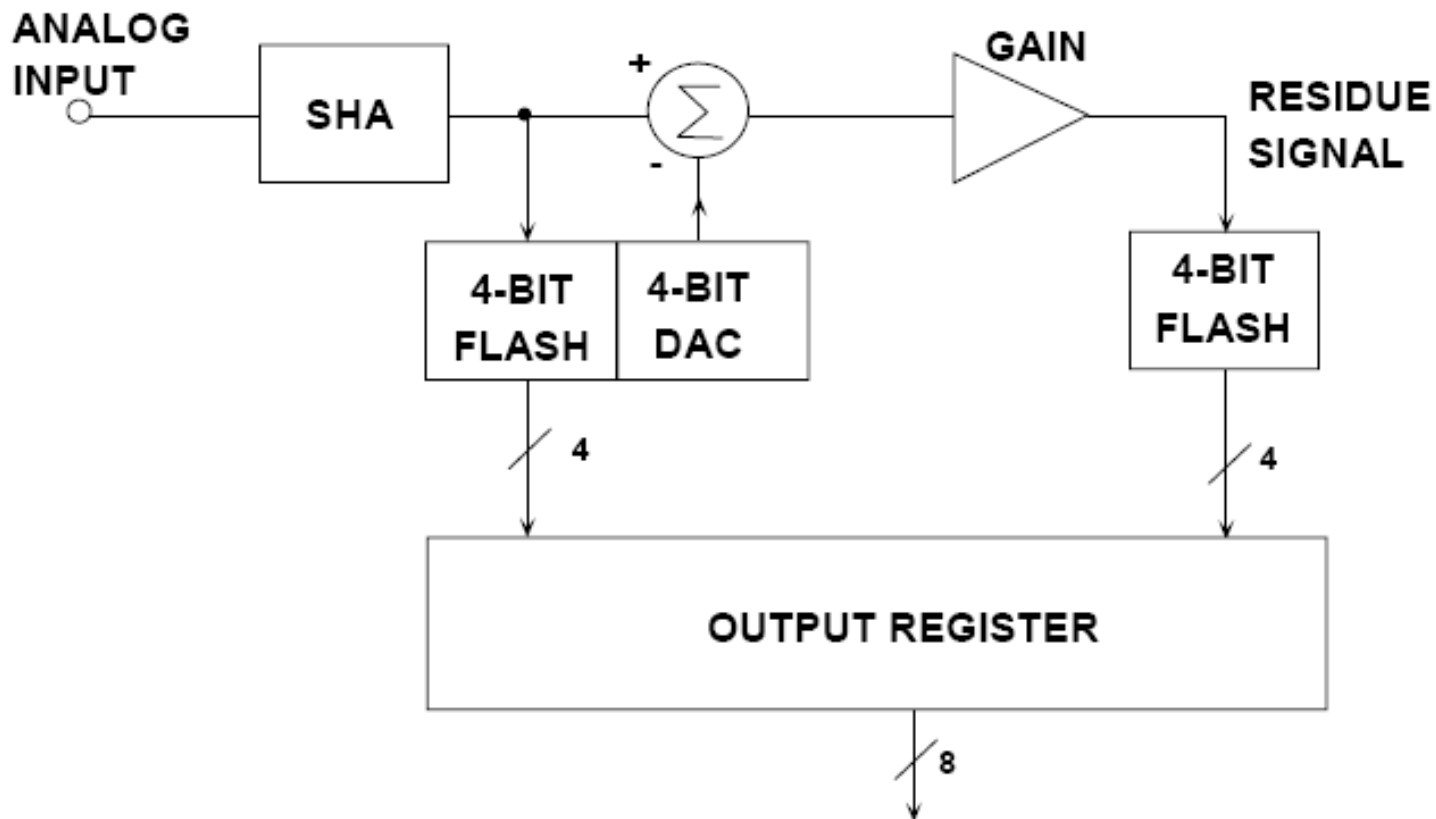 ANALOG
INPUT
SHA
+
Σ
-
GAIN
RESIDUE
SIGNAL
4-BIT
FLASH
4-BIT
DAC
4-BIT
FLASH
4
4
OUTPUT REGISTER
8